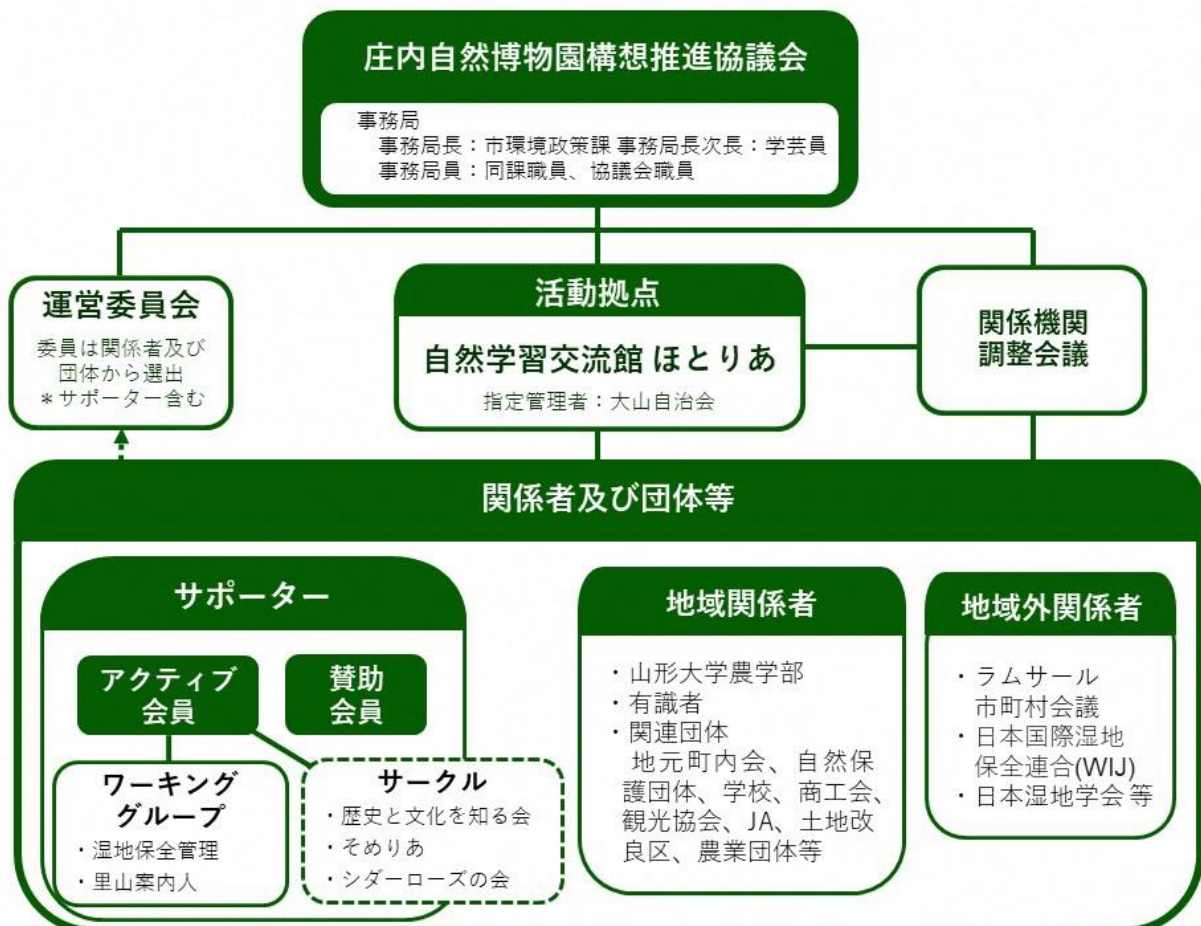 庄内自然博物園構想推進協議会
事務局
事務局長：市環境政策課 事務局長次長：学芸員
事務局員：同課職員、協議会職員
運営委員会
委員は関係者及び
団体から選出
＊サポーター含む
活動拠点
自然学習交流館 ほとりあ
指定管理者：大山自治会
関係機関
調整会議
関係者及び団体等
サポーター
アクティブ
会員
賛助
会員
ワーキング
グループ
・湿地保全管理
・里山案内人
サークル
・歴史と文化を知る会
・そめりあ
・シダーローズの会
地域関係者
・山形大学農学部
・有識者
・関連団体
地元町内会、自然保
護団体、学校、商工会、
観光協会、JA、土地改
良区、農業団体等
地域外関係者
・ラムサール
市町村会議
・日本国際湿地
保全連合(WIJ)
・日本湿地学会 等